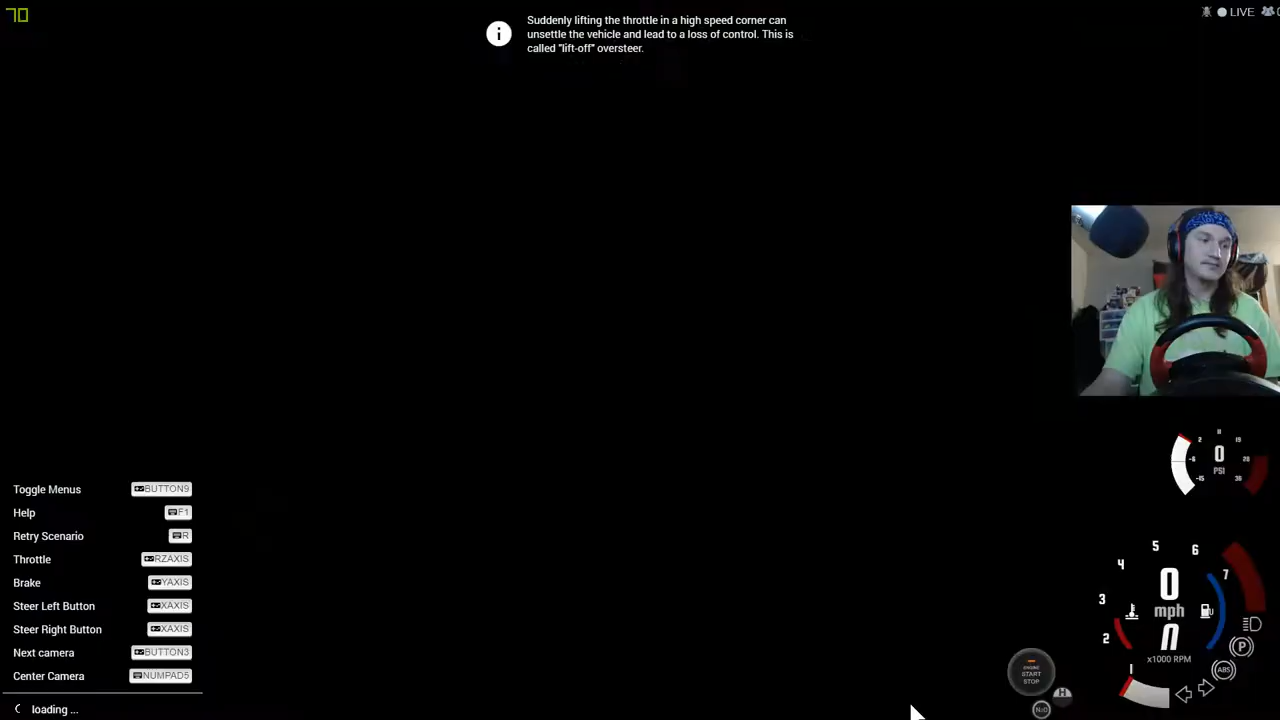 70
Suddenly lifting the throttle in a high speed corner can
unsettle the vehicle and lead to a loss of control. This is
called "lift-off" oversteer.
LIVE
Toggle Menus BUTTON9
Help F1
Retry Scenario R
Throttle RZAXIS
Brake YAXIS
Steer Left Button XAXIS
Steer Right Button XAXIS
Next camera BUTTON3
Center Camera NUMPAD5
loading ...
0
PSI
1 2 3 4 5 6 7
0
mph
n
x1000 RPM
ENGINE
START
STOP
H
N2O
P
ABS